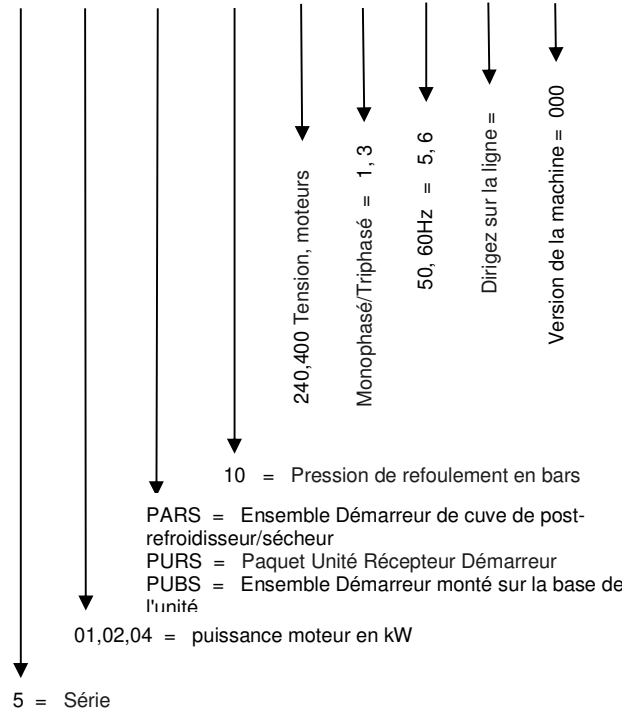 240,400 Tension, moteurs
Monophasé/Triphasé = 1, 3
50, 60Hz = 5, 6
Dirigez sur la ligne =
Version de la machine = 000
10 = Pression de refoulement en bars
PARS = Ensemble Démarreur de cuve de post-
refroidisseur/sécheur
PURS = Paquet Unité Récepteur Démarreur
PUBS = Ensemble Démarreur monté sur la base de
l'unité
01,02,04 = puissance moteur en kW
5 = Série